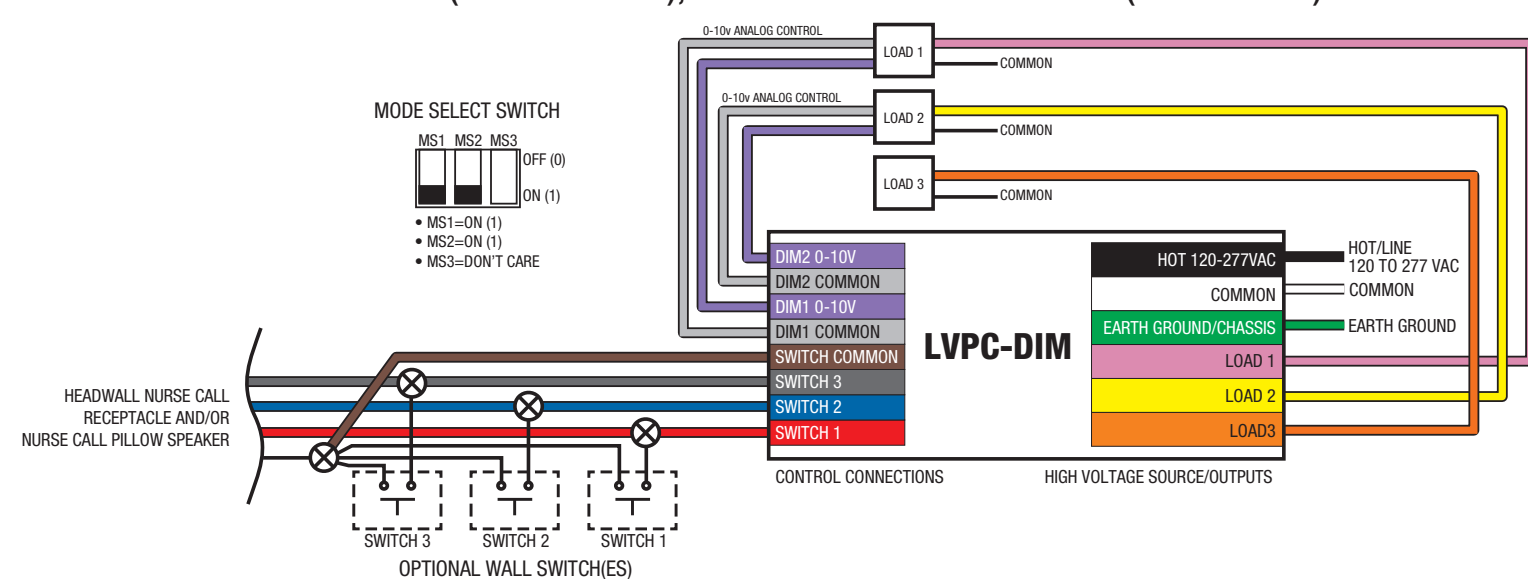 0-10v ANALOG CONTROL
LOAD 1
COMMON
0-10v ANALOG CONTROL
LOAD 2
COMMON
LOAD 3
COMMON
MODE SELECT SWITCH
MS1 MS2 MS3
OFF (0)
ON (1)
• MS1=ON (1)
• MS2=ON (1)
• MS3=DON'T CARE
DIM2 0-10V
DIM2 COMMON
DIM1 0-10V
DIM1 COMMON
SWITCH COMMON
SWITCH 3
SWITCH 2
SWITCH 1
LVPC-DIM
HOT 120-277VAC
COMMON
EARTH GROUND/CHASSIS
LOAD 1
LOAD 2
LOAD3
HOT/LINE
120 TO 277 VAC
COMMON
EARTH GROUND
CONTROL CONNECTIONS
HIGH VOLTAGE SOURCE/OUTPUTS
HEADWALL NURSE CALL
RECEPTACLE AND/OR
NURSE CALL PILLOW SPEAKER
SWITCH 3
SWITCH 2
SWITCH 1
OPTIONAL WALL SWITCH(ES)